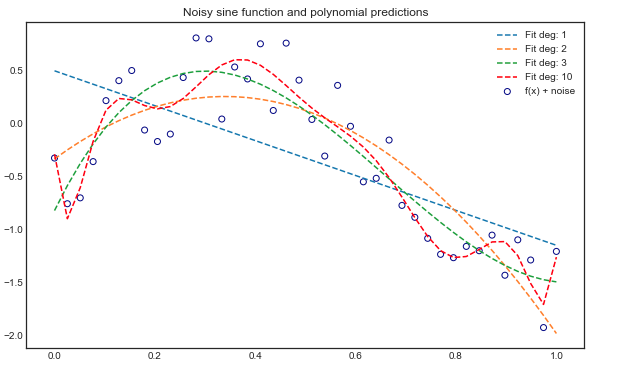 Noisy sine function and polynomial predictions
Fit deg: 1
Fit deg: 2
Fit deg: 3
Fit deg: 10
f(x) + noise
0.5
0.0
−0.5
−1.0
−1.5
−2.0
0.0 0.2 0.4 0.6 0.8 1.0